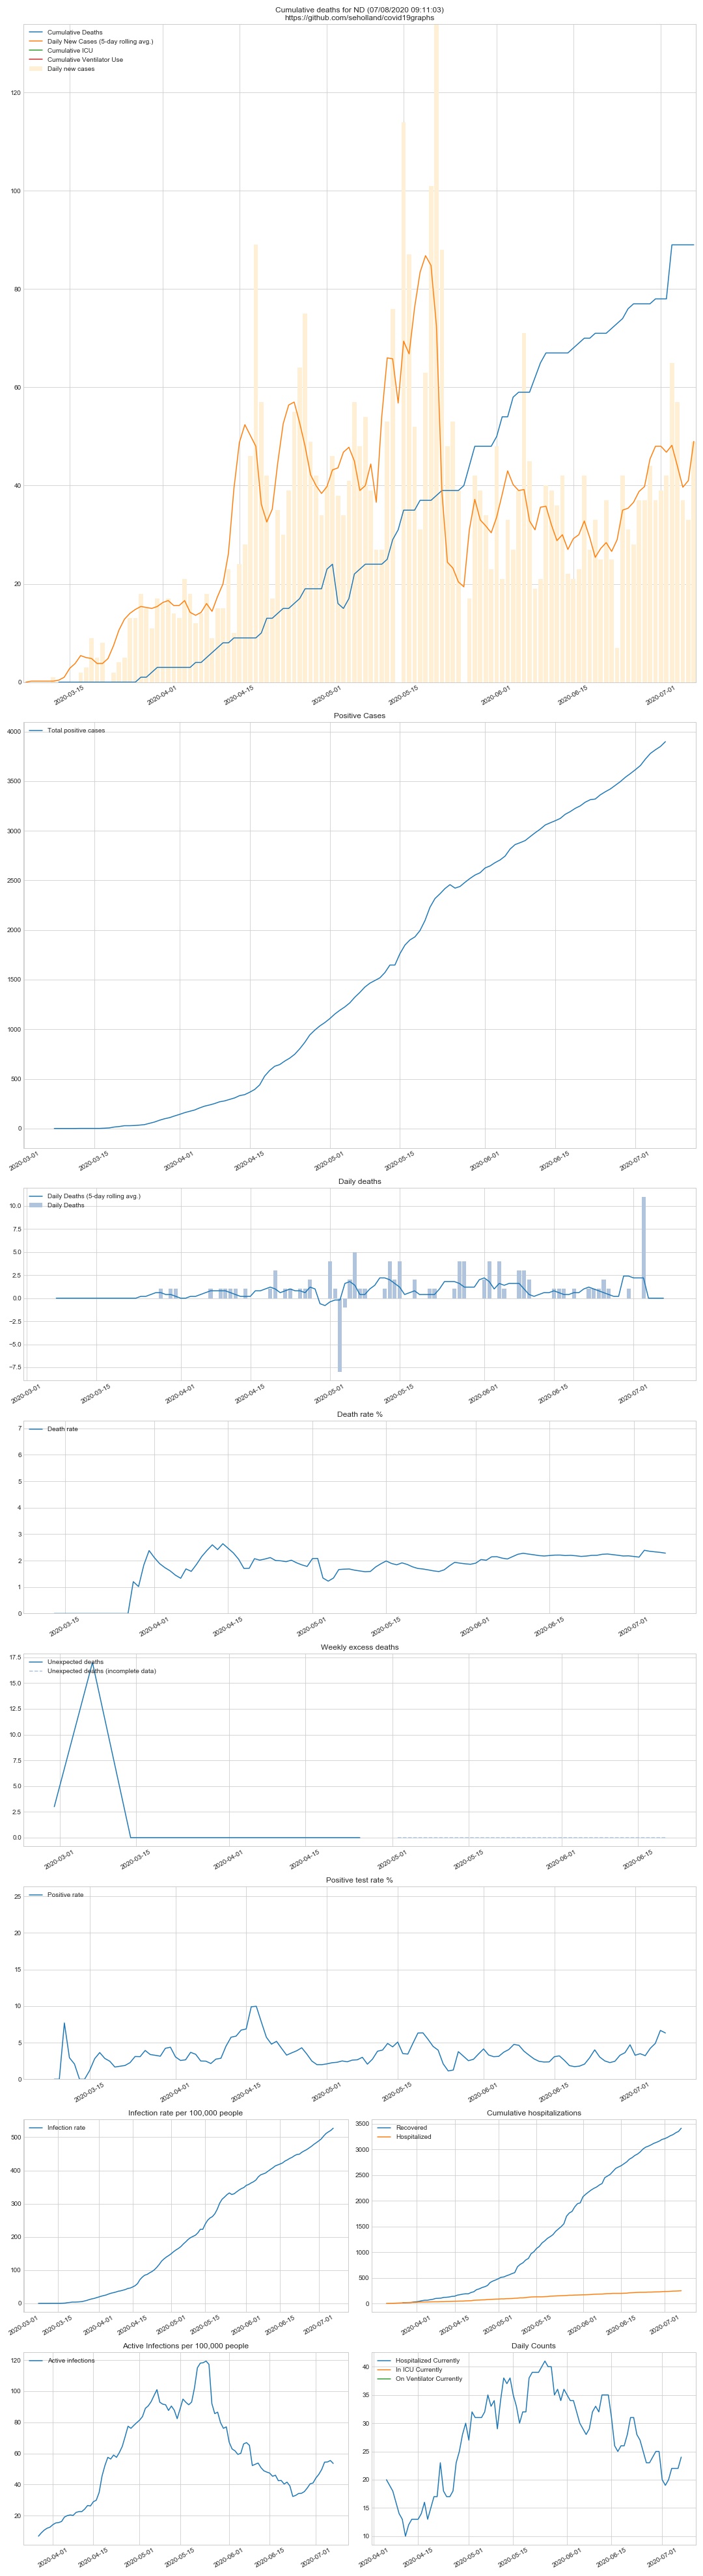 Cumulative deaths for ND (07/08/2020 09:11:03)
https://github.com/seholland/covid19graphs
Cumulative Deaths
Daily New Cases (5-day rolling avg.)
Cumulative ICU
Cumulative Ventilator Use
Daily new cases
120
100
80
60
40
20
0
2020-03-15 2020-04-01 2020-04-15 2020-05-01 2020-05-15 2020-06-01 2020-06-15 2020-07-01
Positive Cases
Total positive cases
4000
3500
3000
2500
2000
1500
1000
500
0
2020-03-01 2020-03-15 2020-04-01 2020-04-15 2020-05-01 2020-05-15 2020-06-01 2020-06-15 2020-07-01
Daily deaths
Daily Deaths (5-day rolling avg.)
Daily Deaths
10.0
7.5
5.0
2.5
0.0
−2.5
−5.0
−7.5
2020-03-01 2020-03-15 2020-04-01 2020-04-15 2020-05-01 2020-05-15 2020-06-01 2020-06-15 2020-07-01
Death rate %
Death rate
7
6
5
4
3
2
1
0
2020-03-15 2020-04-01 2020-04-15 2020-05-01 2020-05-15 2020-06-01 2020-06-15 2020-07-01
Weekly excess deaths
Unexpected deaths
Unexpected deaths (incomplete data)
17.5
15.0
12.5
10.0
7.5
5.0
2.5
0.0
2020-03-01 2020-03-15 2020-04-01 2020-04-15 2020-05-01 2020-05-15 2020-06-01 2020-06-15
Positive test rate %
Positive rate
25
20
15
10
5
0
2020-03-15 2020-04-01 2020-04-15 2020-05-01 2020-05-15 2020-06-01 2020-06-15 2020-07-01
Infection rate per 100,000 people
Infection rate
500
400
300
200
100
0
2020-03-01 2020-03-15 2020-04-01 2020-04-15 2020-05-01 2020-05-15 2020-06-01 2020-06-15 2020-07-01
Cumulative hospitalizations
Recovered
Hospitalized
3500
3000
2500
2000
1500
1000
500
0
2020-04-01 2020-04-15 2020-05-01 2020-05-15 2020-06-01 2020-06-15 2020-07-01
Active Infections per 100,000 people
Active infections
120
100
80
60
40
20
2020-04-01 2020-04-15 2020-05-01 2020-05-15 2020-06-01 2020-06-15 2020-07-01
Daily Counts
Hospitalized Currently
In ICU Currently
On Ventilator Currently
40
35
30
25
20
15
10
2020-04-01 2020-04-15 2020-05-01 2020-05-15 2020-06-01 2020-06-15 2020-07-01